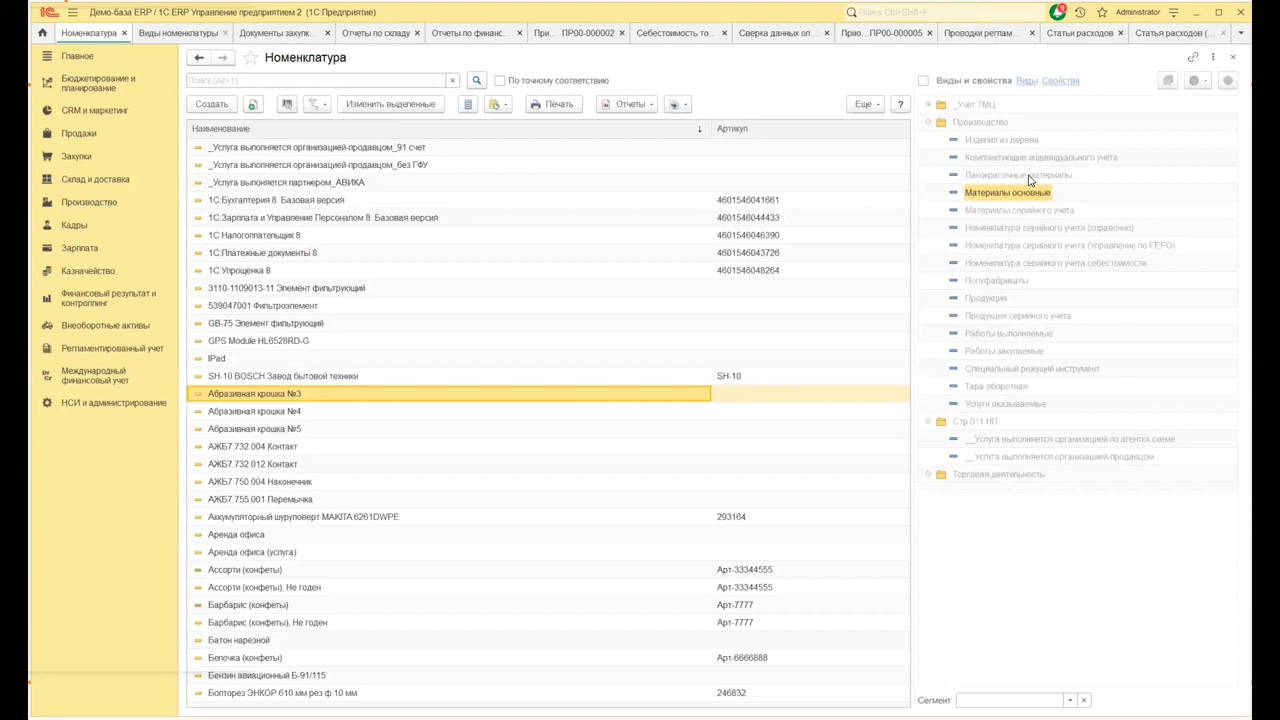 Демо-база ERP / 1С:ERP Управление предприятием 2 (1С:Предприятие)
Поиск Ctrl+Shift+F
Administrator
Номенклатура
Виды номенклатуры
Документы закупк...
Отчеты по складу
Отчеты по финанс...
При... ПР00-000002
Себестоимость то...
Сверка данных оп...
Прио...ПР00-000005
Проводки реглам...
Статьи расходов
Статья расходов (...
Главное
Бюджетирование и
планирование
CRM и маркетинг
Продажи
Закупки
Склад и доставка
Производство
Кадры
Зарплата
Казначейство
Финансовый результат и
контроллинг
Внеоборотные активы
Регламентированный учет
Международный
финансовый учет
НСИ и администрирование
Номенклатура
Поиск (Alt+1)
По точному соответствию
Создать
Изменить выделенные
Печать
Отчеты
Еще
?
Наименование
Артикул
_Услуга выполняется организацией-продавцом_91 счет
_Услуга выполняется организацией-продавцом_без ГФУ
_Услуга выпоняется партнером_АВИКА
1С:Бухгалтерия 8. Базовая версия
4601546041661
1С:Зарплата и Управление Персоналом 8. Базовая версия
4601546044433
1С:Налогоплательщик 8
4601546046390
1С:Платежные документы 8
4601546043726
1С:Упрощенка 8
4601546048264
3110-1109013-11 Элемент фильтрующий
539047001 Фильтроэлемент
GB-75 Элемент фильтрующий
GPS Module HL6528RD-G
IPad
SH-10 BOSCH Завод бытовой техники
SH-10
Абразивная крошка №3
Абразивная крошка №4
Абразивная крошка №5
АЖБ7.732.004 Контакт
АЖБ7.732.012 Контакт
АЖБ7.750.004 Наконечник
АЖБ7.755.001 Перемычка
Аккумуляторный шуруповерт MAKITA 6261DWPE
293164
Аренда офиса
Аренда офиса (услуга)
Ассорти (конфеты)
Арт-33344555
Ассорти (конфеты), Не годен
Арт-33344555
Барбарис (конфеты)
Арт-7777
Барбарис (конфеты), Не годен
Арт-7777
Батон нарезной
Белочка (конфеты)
Арт-6666888
Бензин авиационный Б-91/115
Болторез ЭНКОР 610 мм рез ф 10 мм
246832
Виды и свойства Виды Свойства
_Учет ТМЦ
Производство
Изделия из дерева
Комплектующие индивидуального учета
Лакокрасочные материалы
Материалы основные
Материалы серийного учета
Номенклатура серийного учета (справочно)
Номенклатура серийного учета (Управление по FEFO)
Номенклатура серийного учета себестоимости
Полуфабрикаты
Продукция
Продукция серийного учета
Работы выполняемые
Работы закупаемые
Специальный режущий инструмент
Тара оборотная
Услуги оказываемые
Стр 011 НП
__Услуга выполняется организацией по агентск схеме
__Услуга выполняется организацией-продавцом
Торговая деятельность
Сегмент: